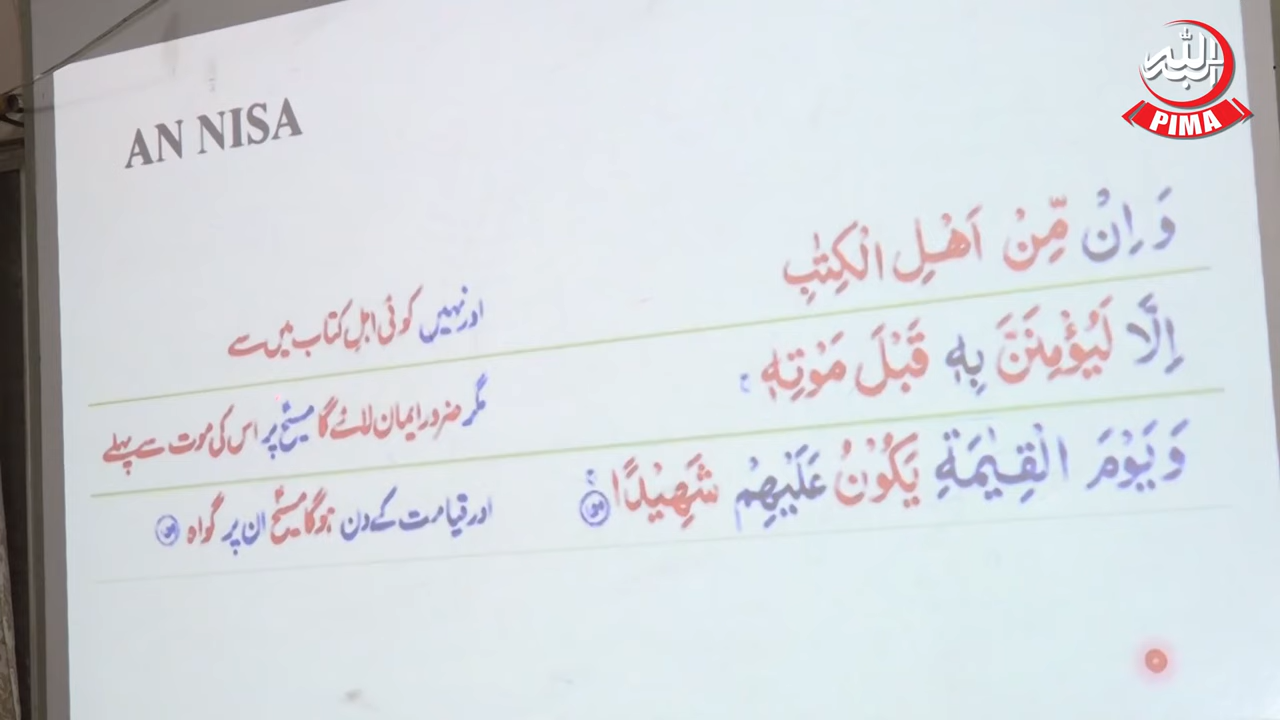 AN NISA
وَ اِنْ مِّنْ اَهْلِ الْكِتٰبِ
اور نہیں کوئی اہلِ کتاب میں سے
اِلَّا لَيُؤْمِنَنَّ بِهٖ قَبْلَ مَوْتِهٖ ۚ
مگر ضرور ایمان لائے گا مسیحؑ پر اس کی موت سے پہلے
وَ يَوْمَ الْقِيٰمَةِ يَكُوْنُ عَلَيْهِمْ شَهِيْدًا ۚ
اور قیامت کے دن ہوگا مسیحؑ ان پر گواہ
الله
PIMA